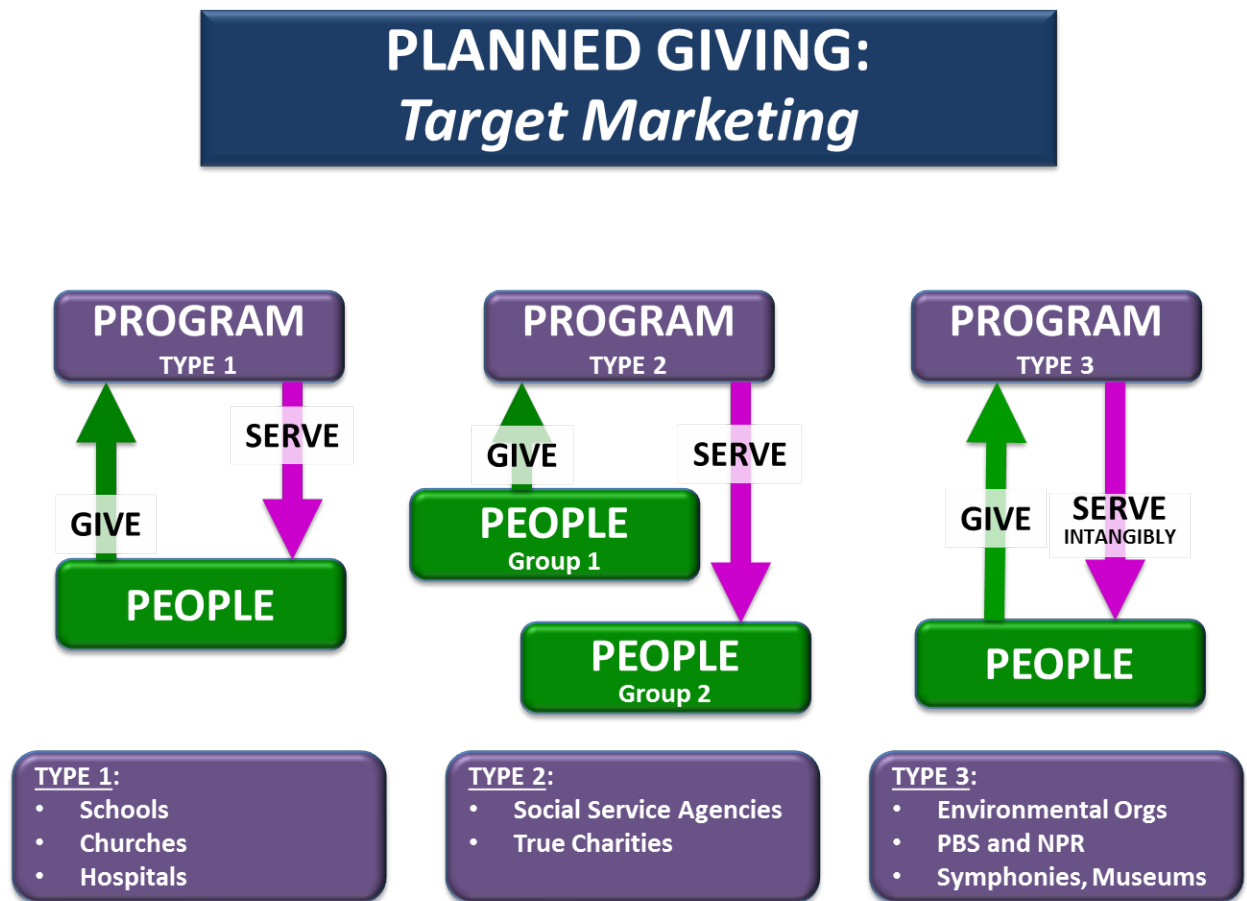 PLANNED GIVING:
Target Marketing
PROGRAM
TYPE 1
GIVE
SERVE
PEOPLE
PROGRAM
TYPE 2
GIVE
SERVE
PEOPLE
Group 1
PEOPLE
Group 2
PROGRAM
TYPE 3
GIVE
SERVE
INTANGIBLY
PEOPLE
TYPE 1:
• Schools
• Churches
• Hospitals
TYPE 2:
• Social Service Agencies
• True Charities
TYPE 3:
• Environmental Orgs
• PBS and NPR
• Symphonies, Museums